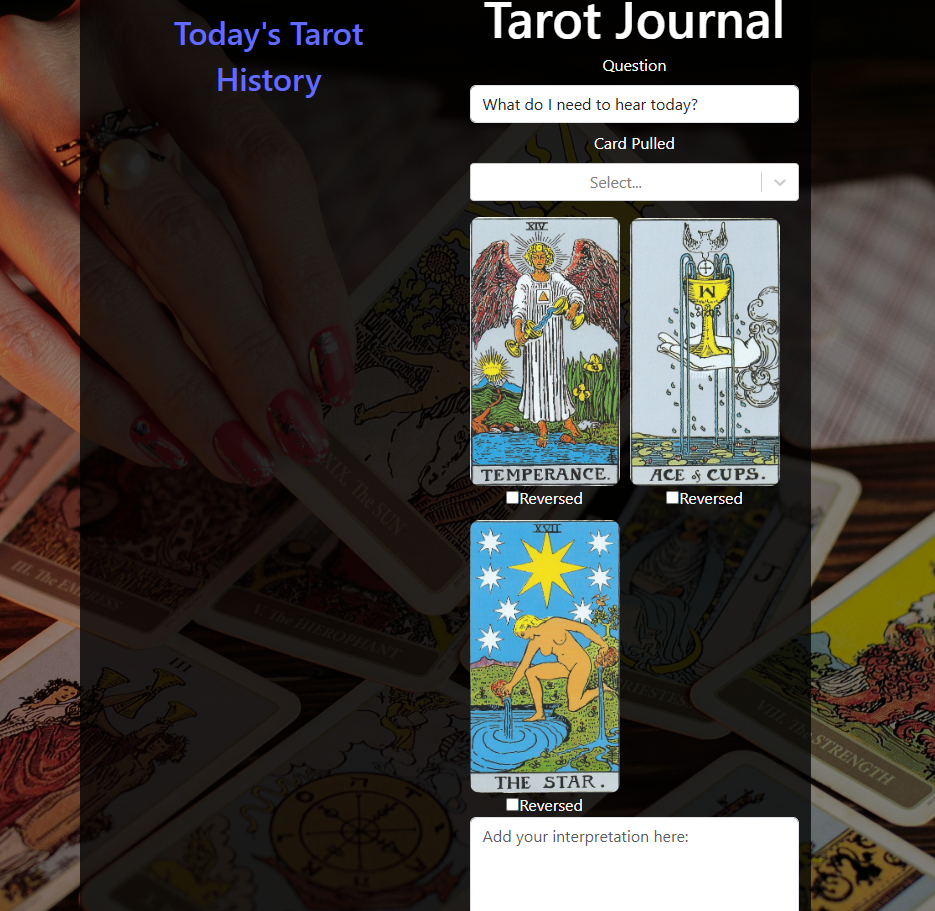 Today's Tarot
History
Tarot Journal
Question
What do I need to hear today?
Card Pulled
Select...
XIV
TEMPERANCE.
M
ACE of CUPS.
Reversed
Reversed
XVII
THE STAR.
Reversed
Add your interpretation here:
XIX. The SUN
III. The EMPRESS
V. The HIEROPHANT
J
III
VIII. The STRENGTH